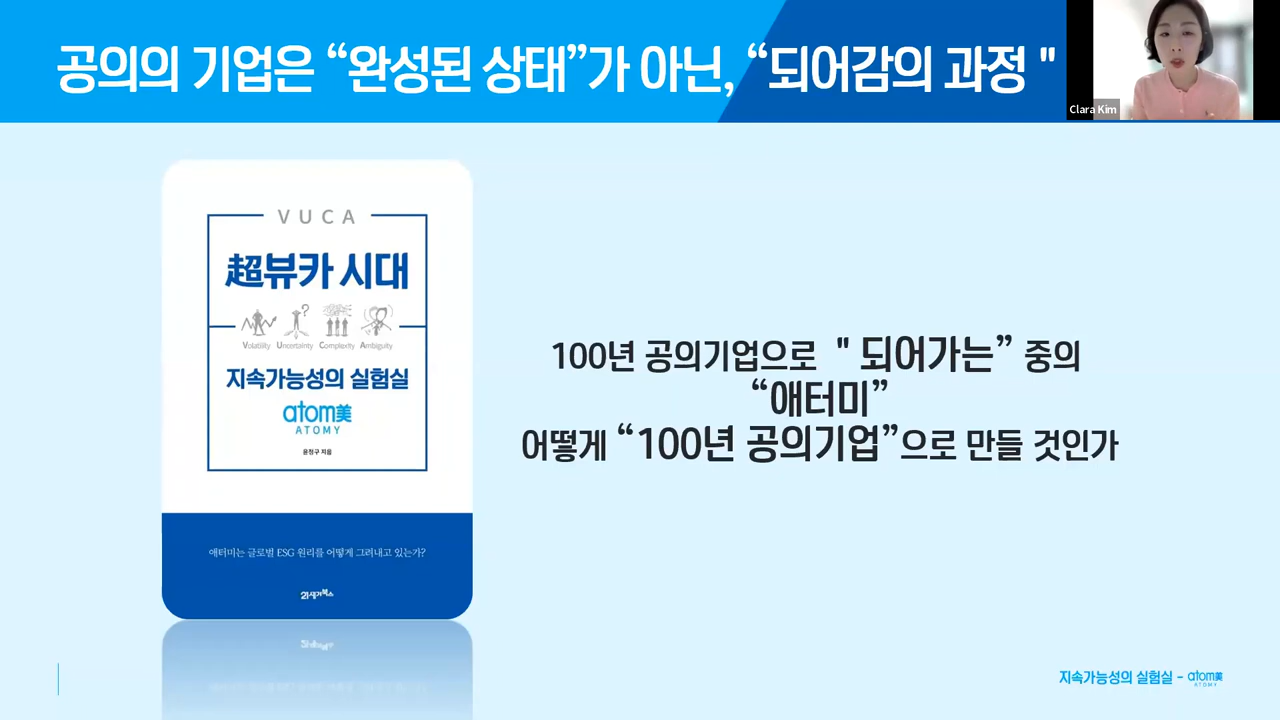 공의의 기업은 “완성된 상태”가 아닌, “되어감의 과정 "
Clara Kim
VUCA
超뷰카 시대
Volatility Uncertainty Complexity Ambiguity
지속가능성의 실험실
atom美
ATOMY
윤정구 지음
애터미는 글로벌 ESG 원리를 어떻게 그려내고 있는가?
21세기북스
100년 공의기업으로 " 되어가는” 중의
“애터미”
어떻게 “100년 공의기업”으로 만들 것인가
지속가능성의 실험실 - atom美
ATOMY